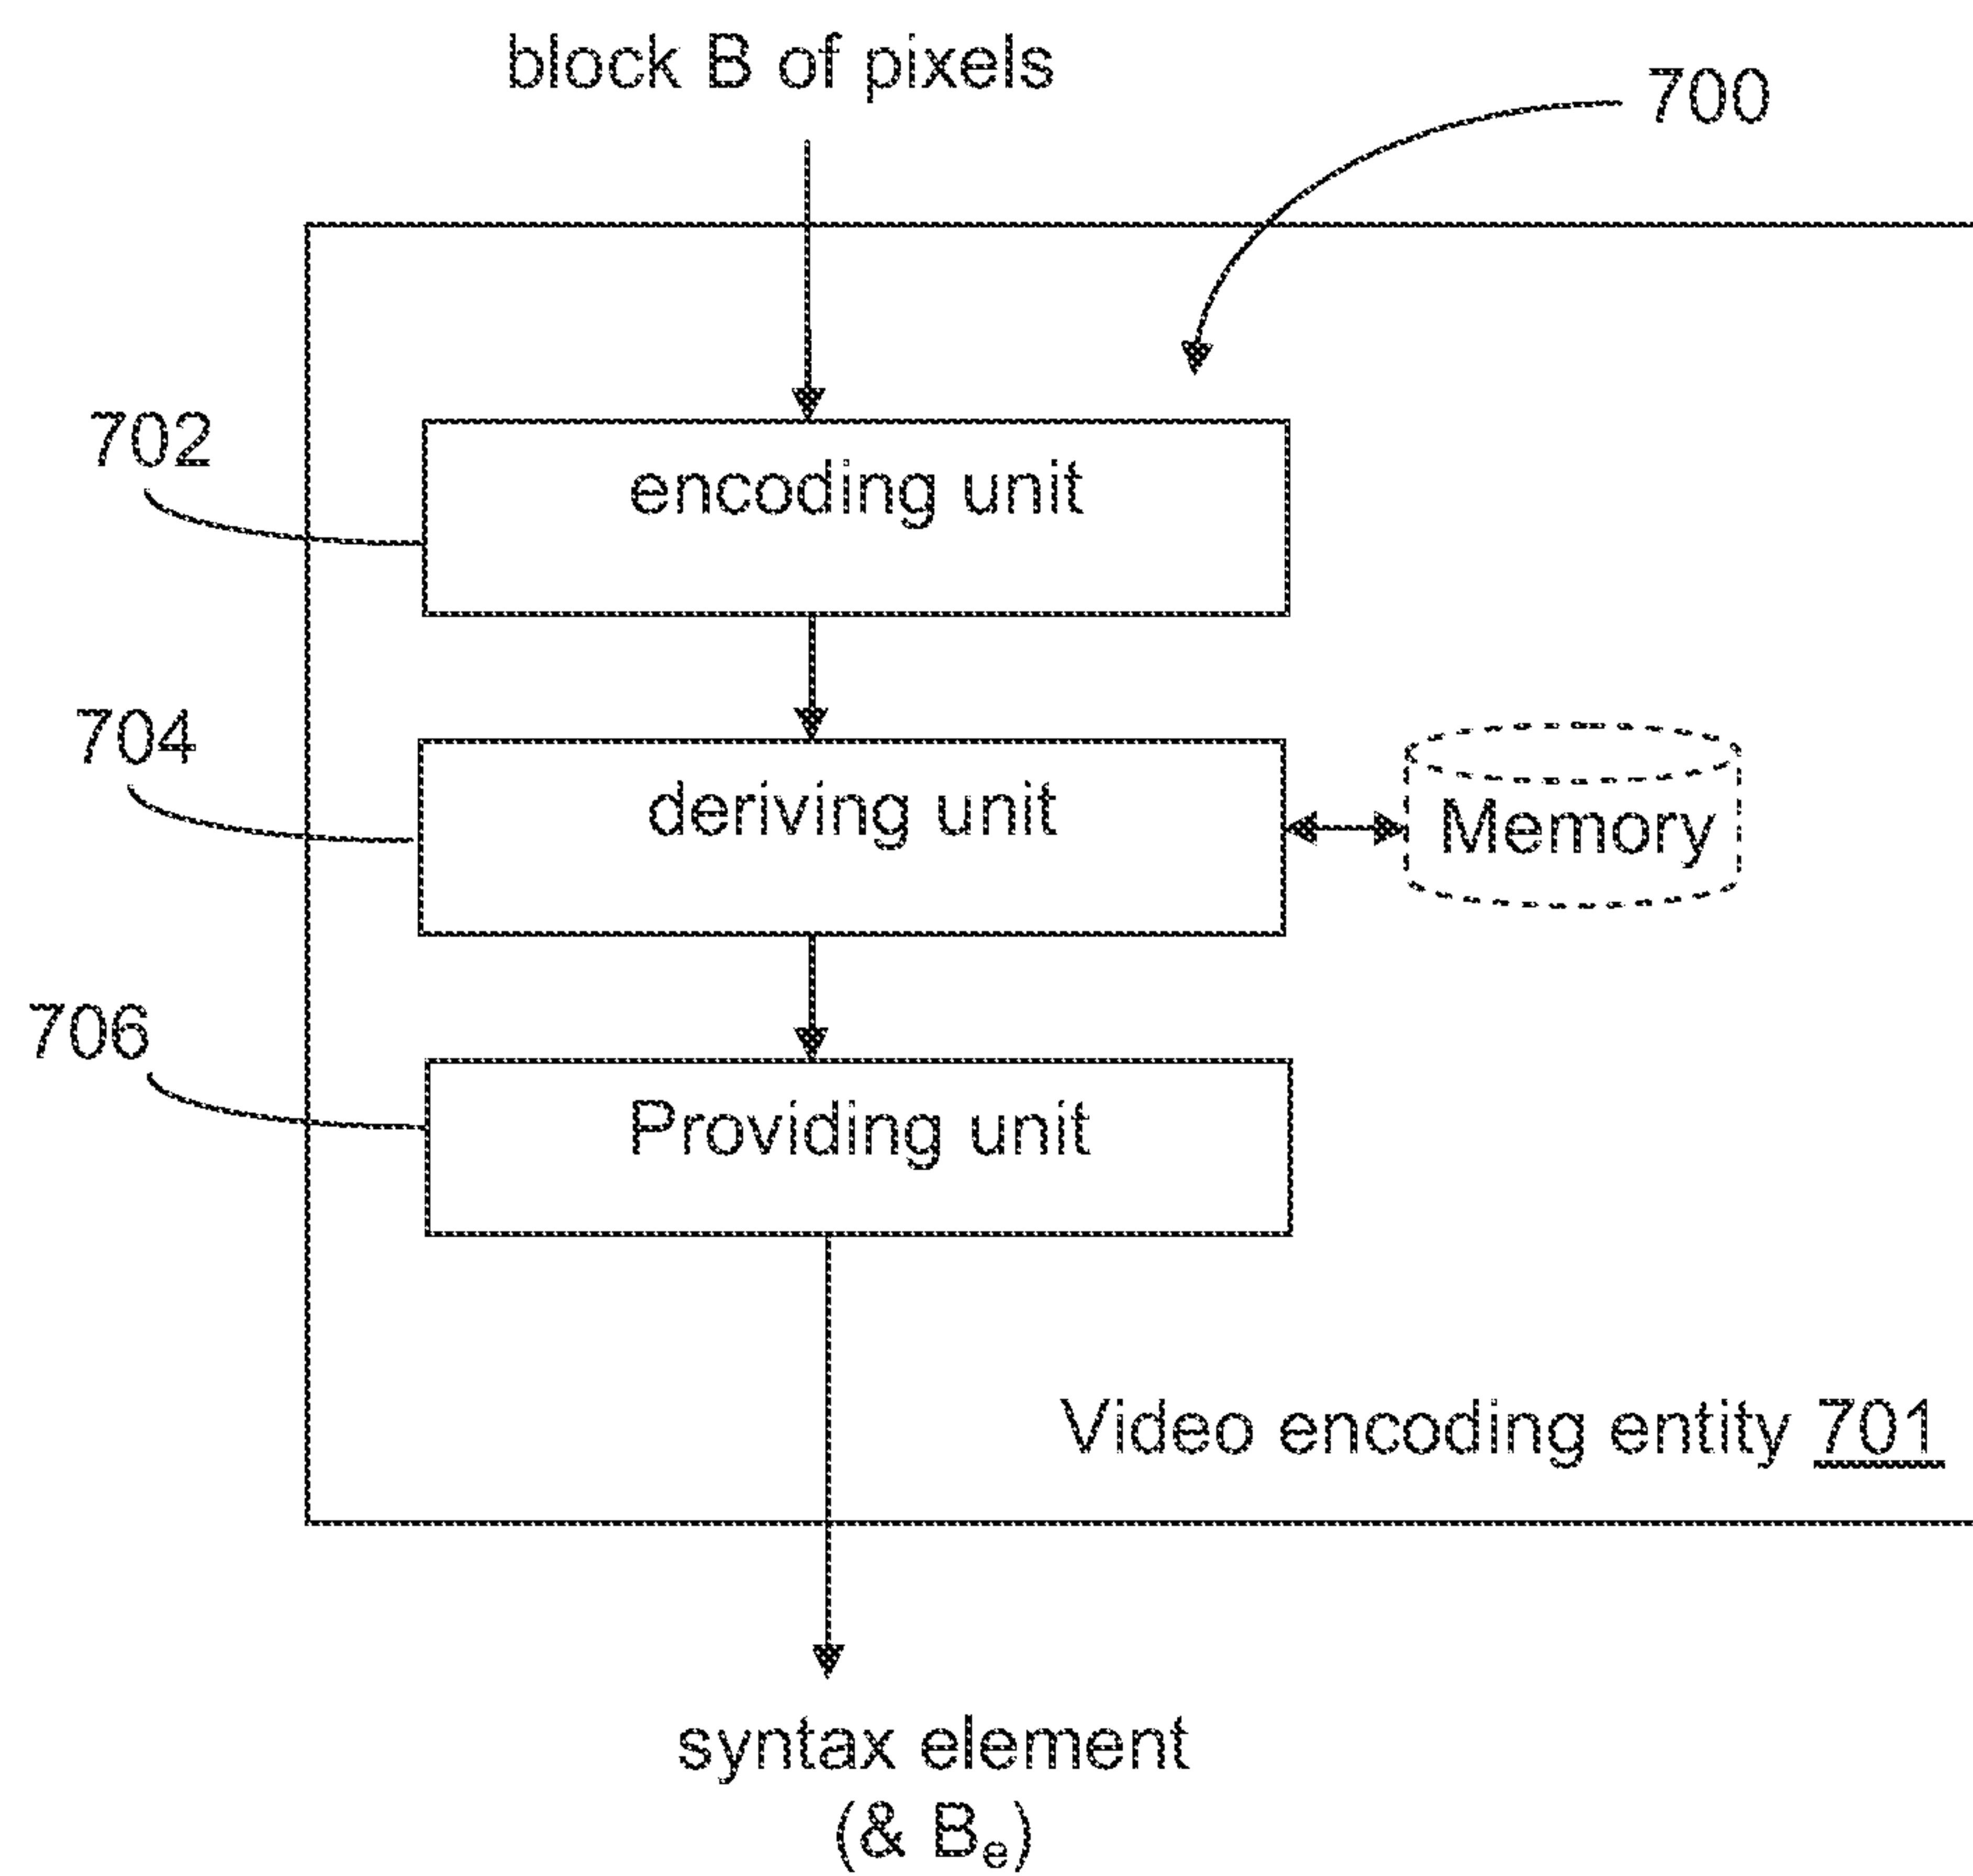 block B of pixels
700
702
encoding unit
704
deriving unit
Memory
706
Providing unit
Video encoding entity 701
syntax element
(& Be)